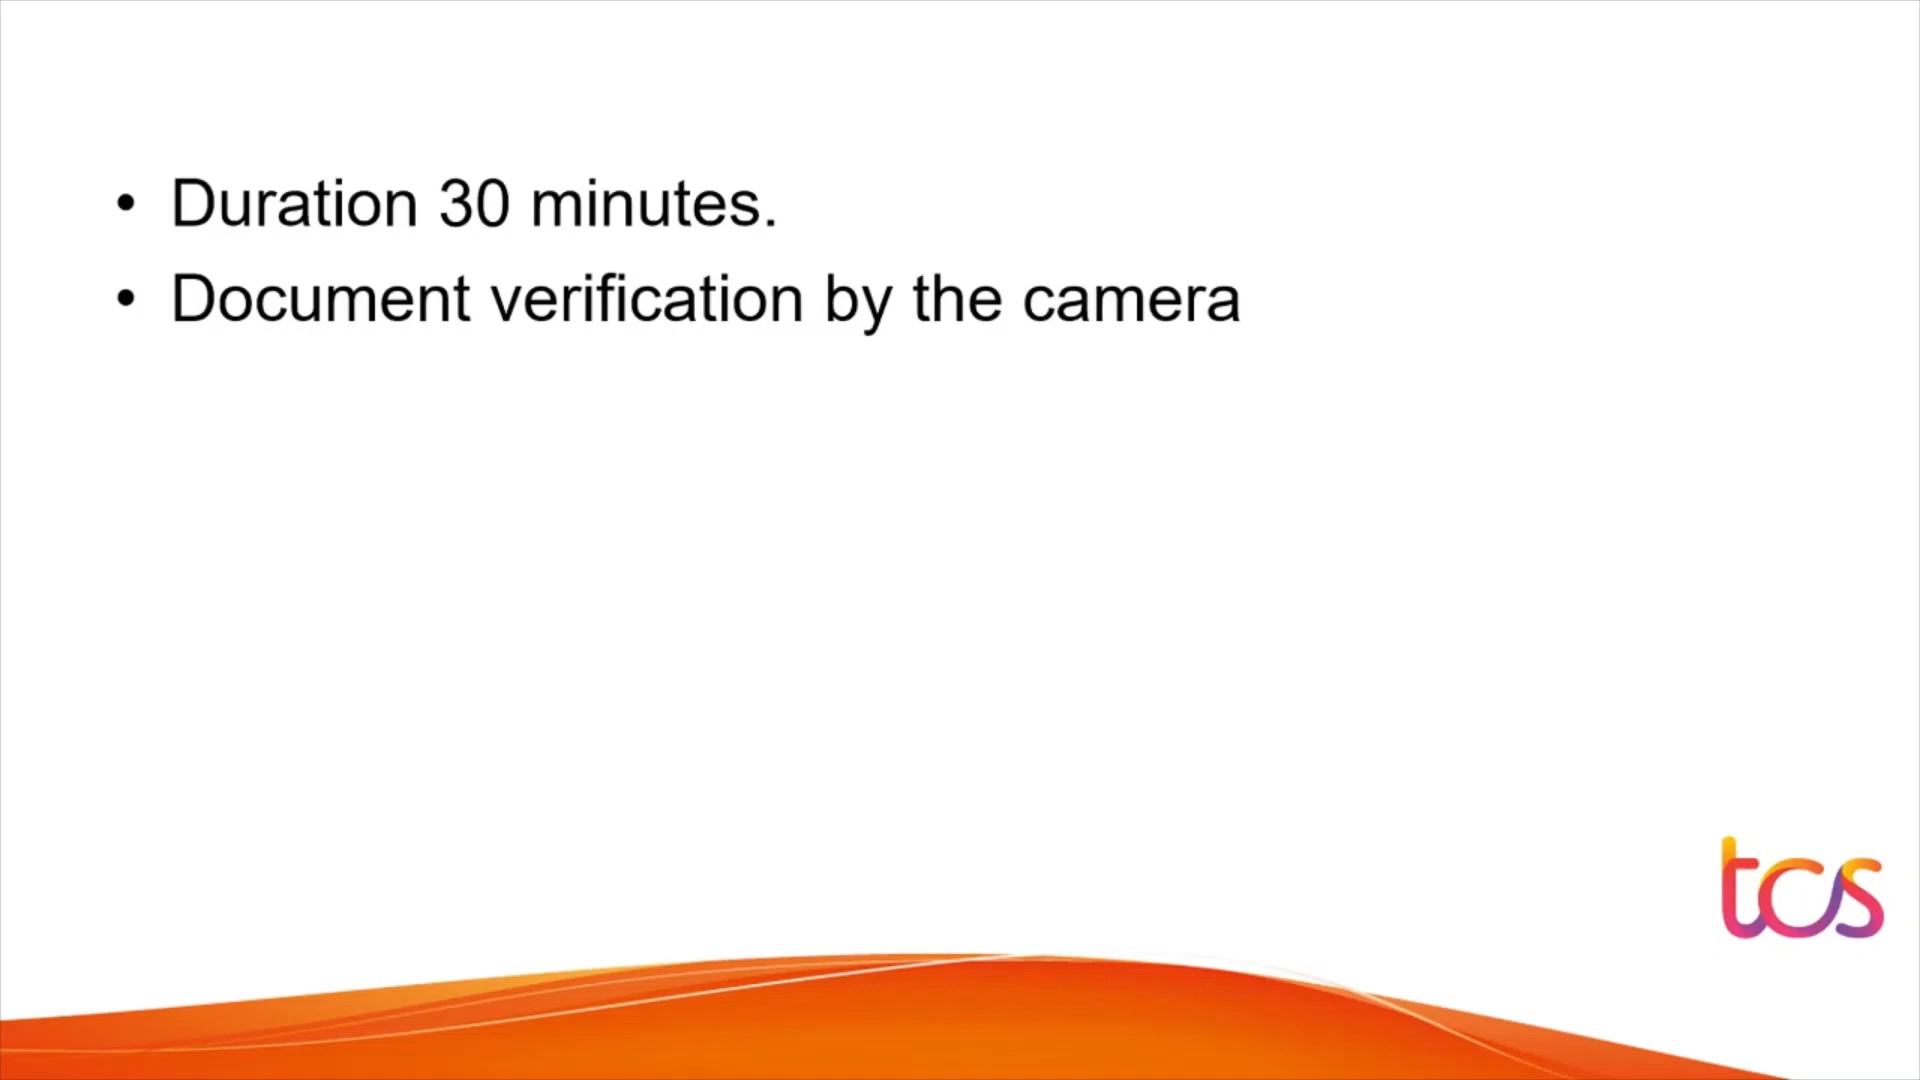 • Duration 30 minutes.
• Document verification by the camera
tcs